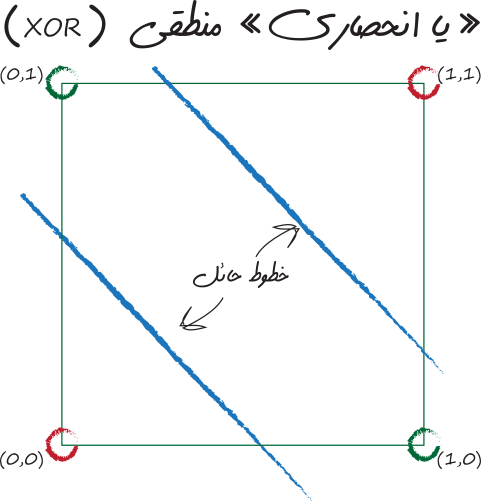 «یا انحصاری» منطقی (XOR)
(0,1)
(1,1)
خطوط حائل
(0,0)
(1,0)